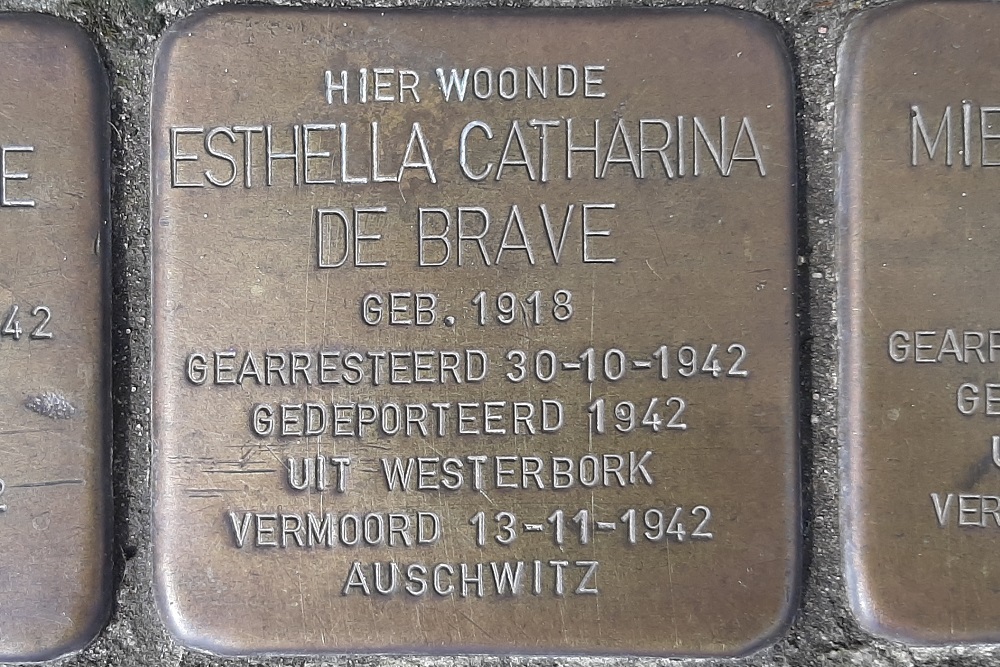 HIER WOONDE
ESTHELLA CATHARINA
DE BRAVE
GEB. 1918
GEARRESTEERD 30-10-1942
GEDEPORTEERD 1942
UIT WESTERBORK
VERMOORD 13-11-1942
AUSCHWITZ